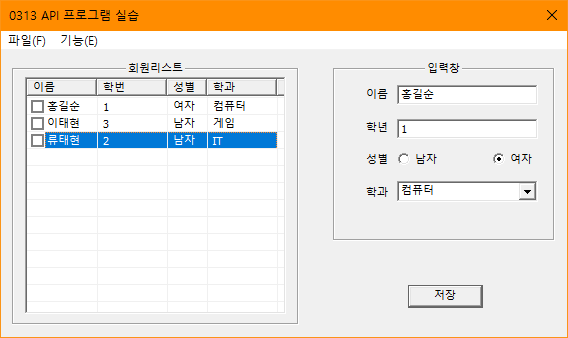 0313 API 프로그램 실습
파일(F) 기능(E)
회원리스트
이름 학번 성별 학과
홍길순 1 여자 컴퓨터
이태현 3 남자 게임
류태현 2 남자 IT
입력창
이름 홍길순
학년 1
성별 남자 여자
학과 컴퓨터
저장